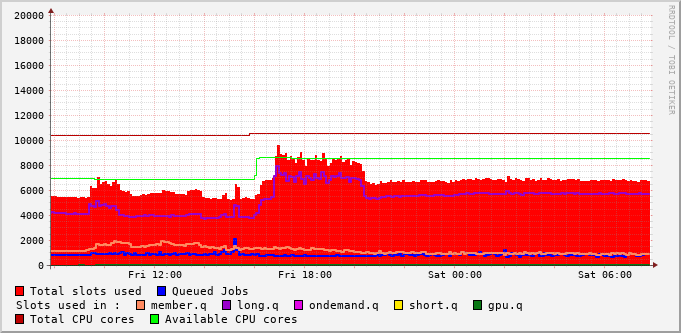 20000
18000
16000
14000
12000
10000
8000
6000
4000
2000
0
Fri 12:00 Fri 18:00 Sat 00:00 Sat 06:00
Total slots used Queued Jobs
Slots used in : member.q long.q ondemand.q short.q gpu.q
Total CPU cores Available CPU cores
RRDTOOL / TOBI OETIKER